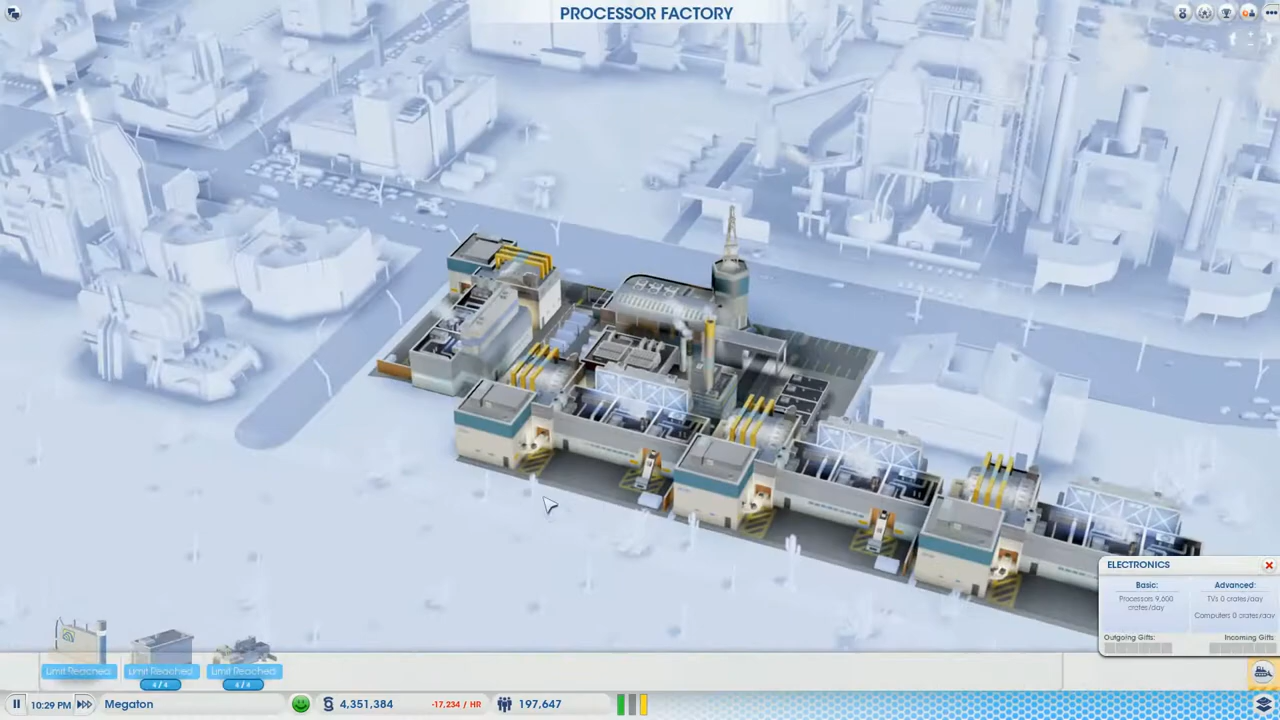 PROCESSOR FACTORY
ELECTRONICS
Basic:
Advanced:
Processors 9,600
crates/day
TVs 0 crates/day
Computers 0 crates/day
Outgoing Gifts:
Incoming Gifts:
Limit Reached
Limit Reached
Limit Reached
4/4
4/4
10:29 PM
Megaton
4,351,384
-17,234 / HR
197,647